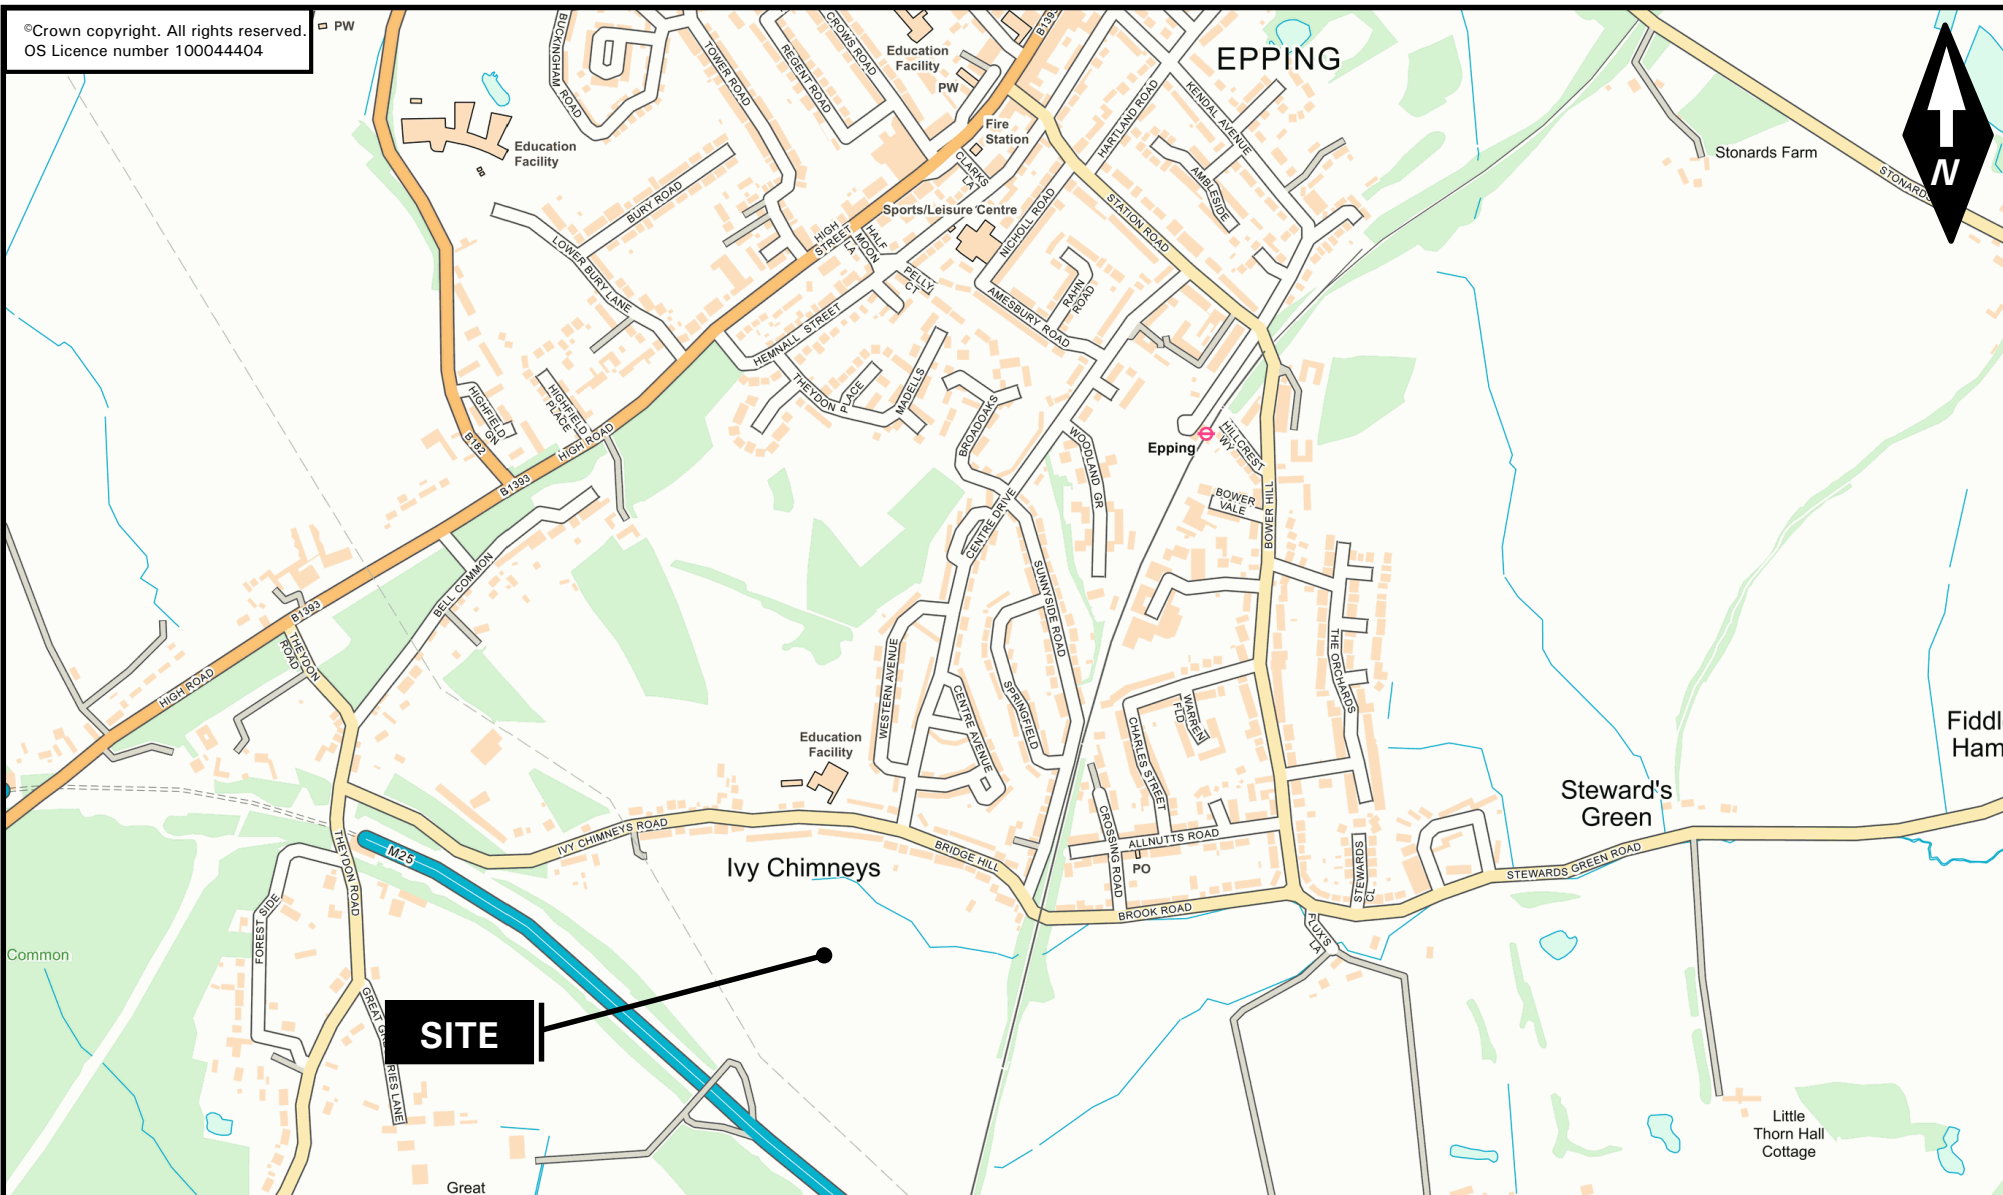 ©Crown copyright. All rights reserved.
OS Licence number 100044404
PW
BUCKINGHAM ROAD
TOWER ROAD
REGENT ROAD
CROWS ROAD
Education
Facility
PW
B1393
EPPING
KENDAL AVENUE
HARTLAND ROAD
Fire
Station
CLARKS
LA
Education
Facility
Stonards Farm
STONARDS
N
BURY ROAD
LOWER BURY LANE
Sports/Leisure Centre
NICHOLL ROAD
AMBLESIDE
STATION ROAD
HIGH
STREET
HALF
MOON
LA
PELLY
CT
AMESBURY ROAD
RAHN
ROAD
HEMNALL STREET
THEYDON
PLACE
MADELLS
BROADOAKS
HIGHFIELD
GN
HIGHFIELD
PLACE
B182
HIGH ROAD
B1393
WOODLAND GR
Epping
HILLCREST
WY
BOWER
VALE
BOWER HILL
CENTRE DRIVE
SUNNYSIDE ROAD
BELL COMMON
B1393
THEYDON
ROAD
HIGH ROAD
WESTERN AVENUE
CENTRE AVENUE
SPRINGFIELD
THE ORCHARDS
WARREN
FLD
CHARLES STREET
Education
Facility
Fiddl
Ham
Steward's
Green
IVY CHIMNEYS ROAD
M25
THEYDON ROAD
Ivy Chimneys
BRIDGE HILL
CROSSING ROAD
ALLNUTTS ROAD
PO
BROOK ROAD
STEWARDS
CL
STEWARDS GREEN ROAD
FLUX'S
LA
FOREST SIDE
Common
GREAT GR
RIES LANE
SITE
Little
Thorn Hall
Cottage
Great